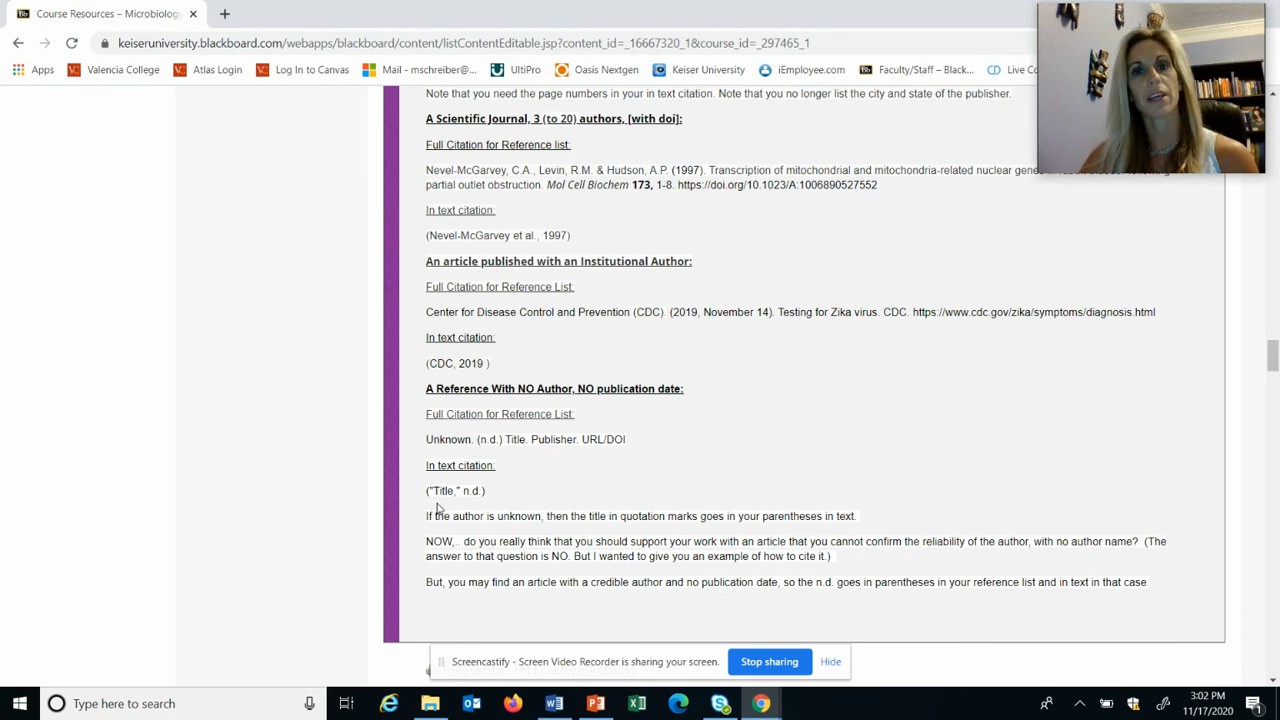 Course Resources – Microbiology
keiseruniversity.blackboard.com/webapps/blackboard/content/listContentEditable.jsp?content_id=_16667320_1&course_id=_297465_1
Apps Valencia College Atlas Login Log In to Canvas Mail - mschreiber@... UltiPro Oasis Nextgen Keiser University iEmployee.com Faculty/Staff – Black... Live Co
Note that you need the page numbers in your in text citation. Note that you no longer list the city and state of the publisher.
A Scientific Journal, 3 (to 20) authors, [with doi]:
Full Citation for Reference list:
Nevel-McGarvey, C.A., Levin, R.M. & Hudson, A.P. (1997). Transcription of mitochondrial and mitochondria-related nuclear genes
partial outlet obstruction. Mol Cell Biochem 173, 1-8. https://doi.org/10.1023/A:1006890527552
In text citation:
(Nevel-McGarvey et al., 1997)
An article published with an Institutional Author:
Full Citation for Reference List:
Center for Disease Control and Prevention (CDC). (2019, November 14). Testing for Zika virus. CDC. https://www.cdc.gov/zika/symptoms/diagnosis.html
In text citation:
(CDC, 2019 )
A Reference With NO Author, NO publication date:
Full Citation for Reference List:
Unknown. (n.d.) Title. Publisher. URL/DOI
In text citation:
("Title," n.d.)
If the author is unknown, then the title in quotation marks goes in your parentheses in text.
NOW,.. do you really think that you should support your work with an article that you cannot confirm the reliability of the author, with no author name? (The
answer to that question is NO. But I wanted to give you an example of how to cite it.)
But, you may find an article with a credible author and no publication date, so the n.d. goes in parentheses in your reference list and in text in that case.
Screencastify - Screen Video Recorder is sharing your screen. Stop sharing Hide
Type here to search
3:02 PM
11/17/2020
1